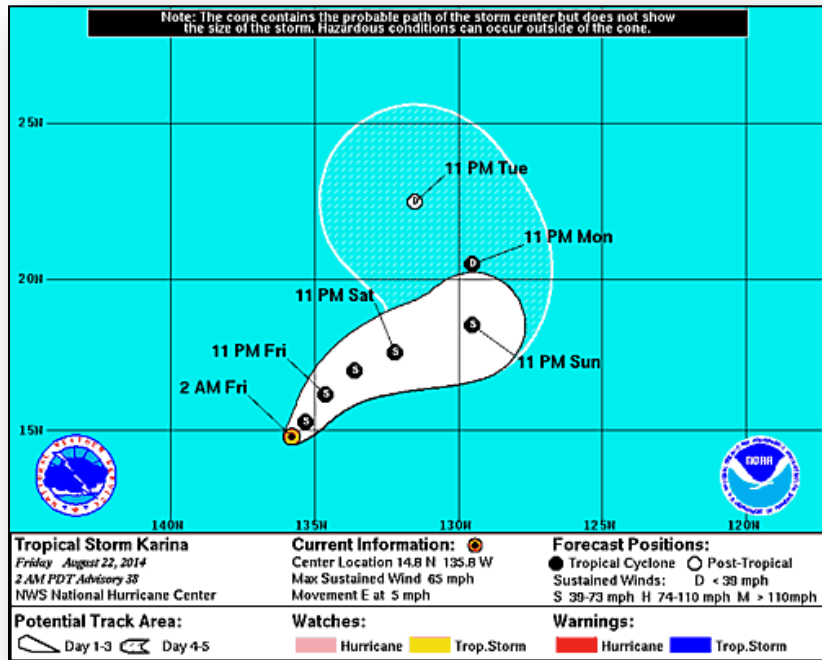 Note: The cone contains the probable path of the storm center but does not show
the size of the storm. Hazardous conditions can occur outside of the cone.
25N
11 PM Tue
D
11 PM Mon
D
20N
11 PM Sat
S
S
11 PM Fri
S
11 PM Sun
S
2 AM Fri
S
15N
NOAA
140W 135W 130W 125W 120W
Tropical Storm Karina
Friday August 22, 2014
2 AM PDT Advisory 38
NWS National Hurricane Center
Current Information:
Center Location 14.8 N 135.8 W
Max Sustained Wind 65 mph
Movement E at 5 mph
Forecast Positions:
Tropical Cyclone Post-Tropical
Sustained Winds: D < 39 mph
S 39-73 mph H 74-110 mph M > 110mph
Potential Track Area:
Day 1-3 Day 4-5
Watches:
Hurricane Trop.Storm
Warnings:
Hurricane Trop.Storm